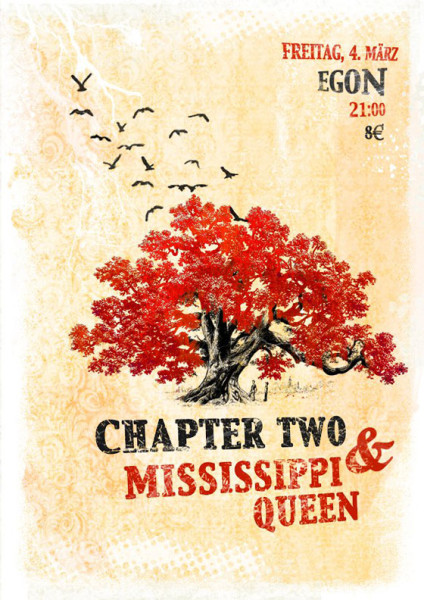 FREITAG, 4. MÄRZ
EGON
21:00
8€
CHAPTER TWO
&
MISSISSIPPI
QUEEN